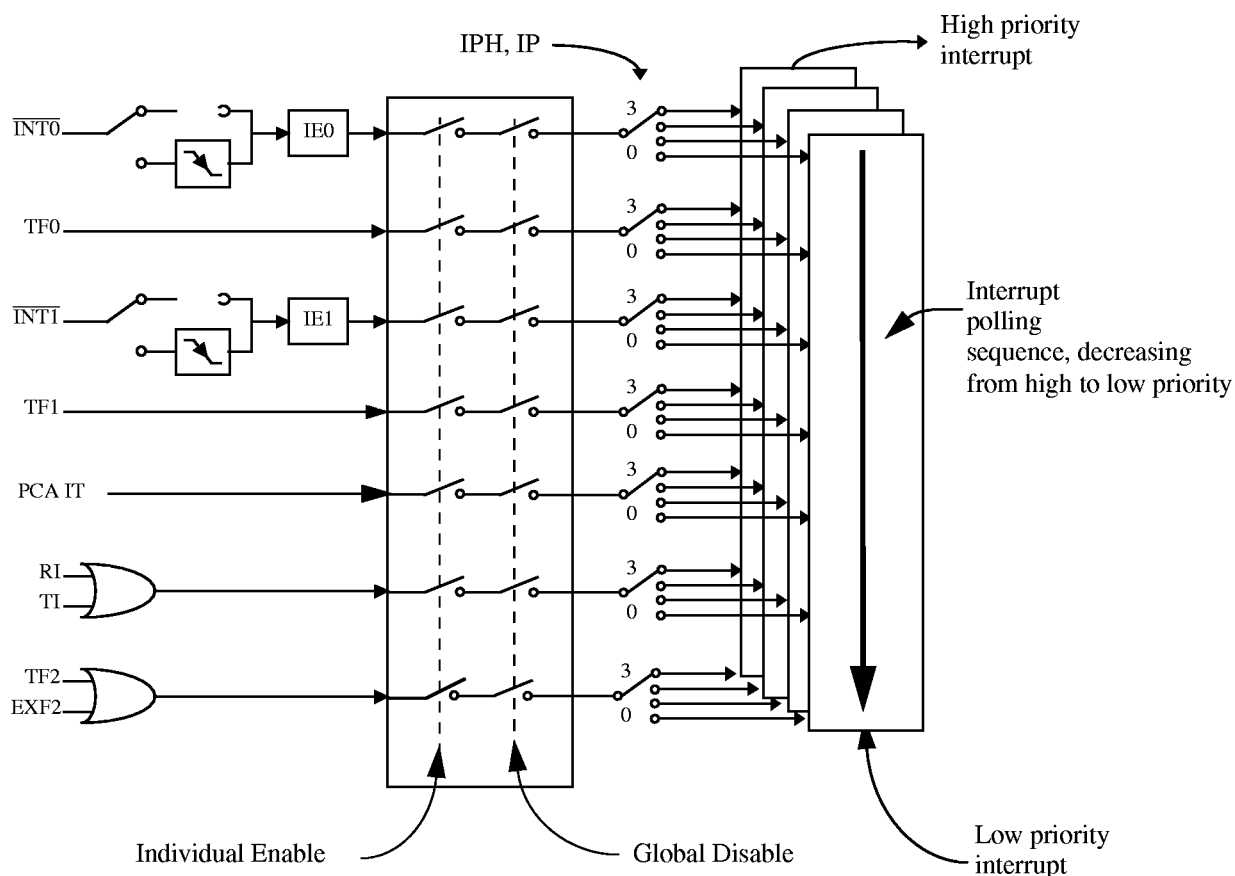 High priority
interrupt
IPH, IP
INT0
IE0
3
0
TF0
3
0
INT1
IE1
3
0
Interrupt
polling
sequence, decreasing
from high to low priority
TF1
3
0
PCA IT
3
0
RI
TI
3
0
TF2
EXF2
3
0
Individual Enable
Global Disable
Low priority
interrupt